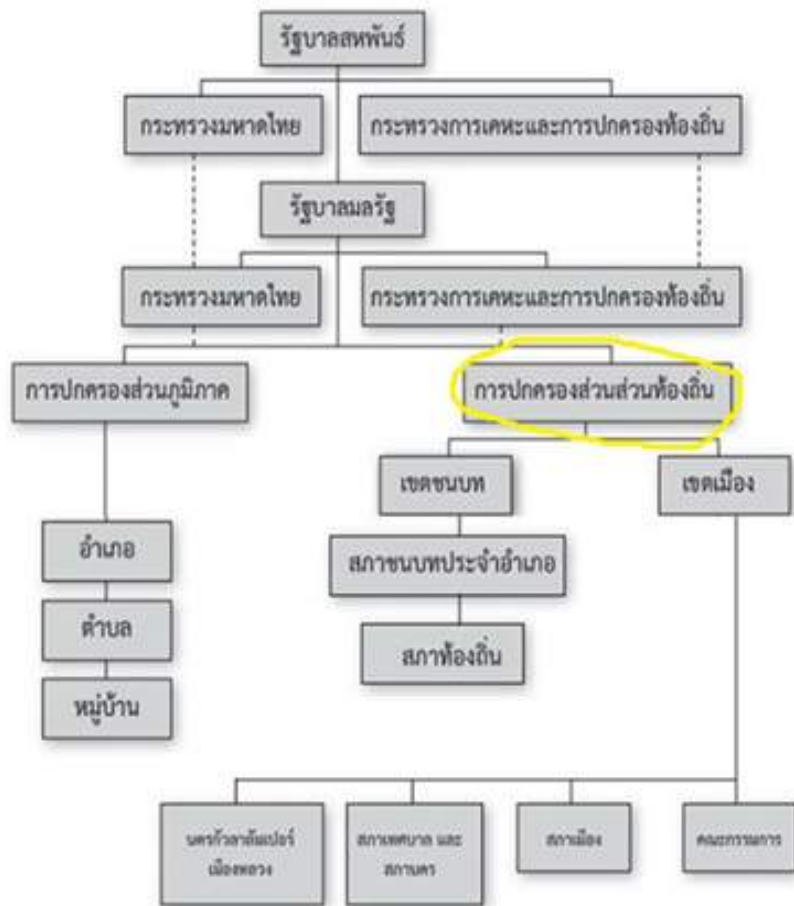 รัฐบาลสหพันธ์
กระทรวงมหาดไทย
กระทรวงการเคหะและการปกครองท้องถิ่น
รัฐบาลมลรัฐ
กระทรวงมหาดไทย
กระทรวงการเคหะและการปกครองท้องถิ่น
การปกครองส่วนภูมิภาค
การปกครองส่วนส่วนท้องถิ่น
เขตชนบท
เขตเมือง
อำเภอ
สภาชนบทประจำอำเภอ
ตำบล
สภาท้องถิ่น
หมู่บ้าน
นครกัวลาลัมเปอร์
เมืองหลวง
สภาเทศบาล และ
สภานคร
สภาเมือง
คณะกรรมการ